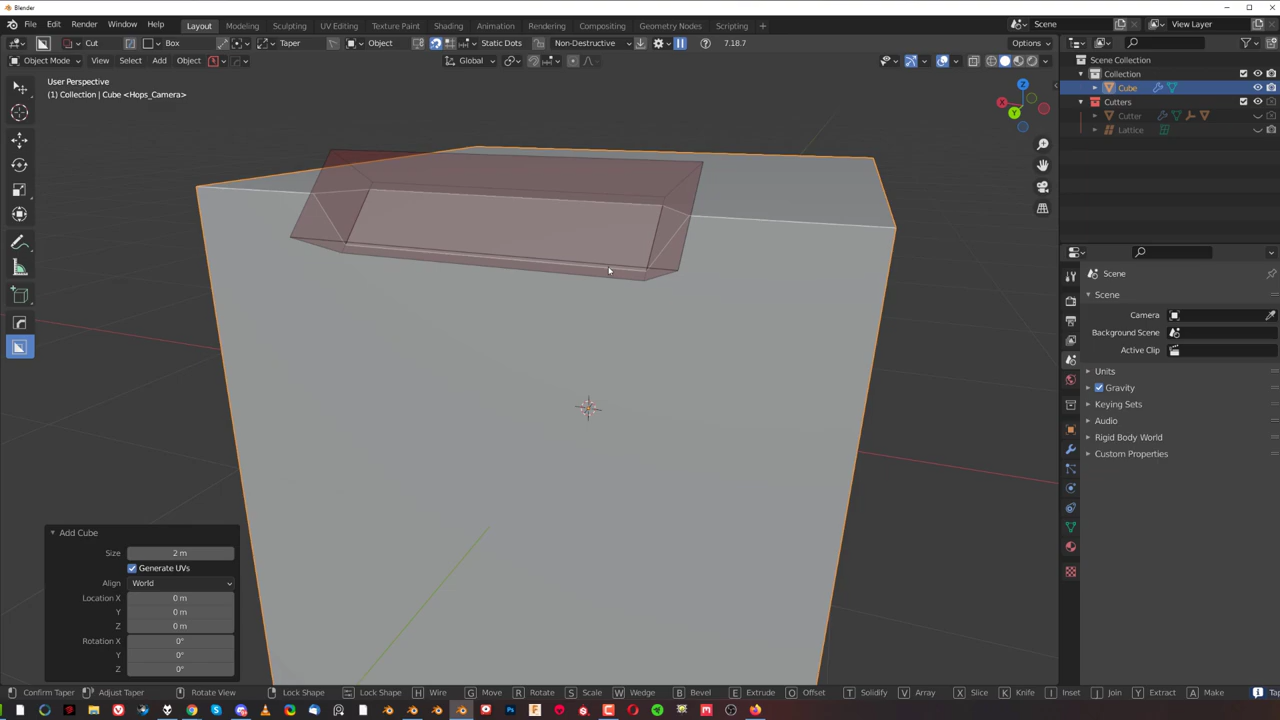 Blender
File Edit Render Window Help Layout Modeling Sculpting UV Editing Texture Paint Shading Animation Rendering Compositing Geometry Nodes Scripting Scene View Layer
Cut Box Taper Object Static Dots Non-Destructive 7.18.7 Options
Object Mode View Select Add Object Global
User Perspective
(1) Collection | Cube <Hops_Camera>
Z
X
Y
Scene Collection
Collection
Cube
Cutters
Cutter
Lattice
Scene
Scene
Camera
Background Scene
Active Clip
Units
Gravity
Keying Sets
Audio
Rigid Body World
Custom Properties
Add Cube
Size 2 m
Generate UVs
Align World
Location X 0 m
Y 0 m
Z 0 m
Rotation X 0°
Y 0°
Z 0°
Confirm Taper Adjust Taper Rotate View Lock Shape Lock Shape H Wire G Move R Rotate S Scale W Wedge B Bevel E Extrude O Offset T Solidify V Array X Slice K Knife I Inset J Join Y Extract A Make